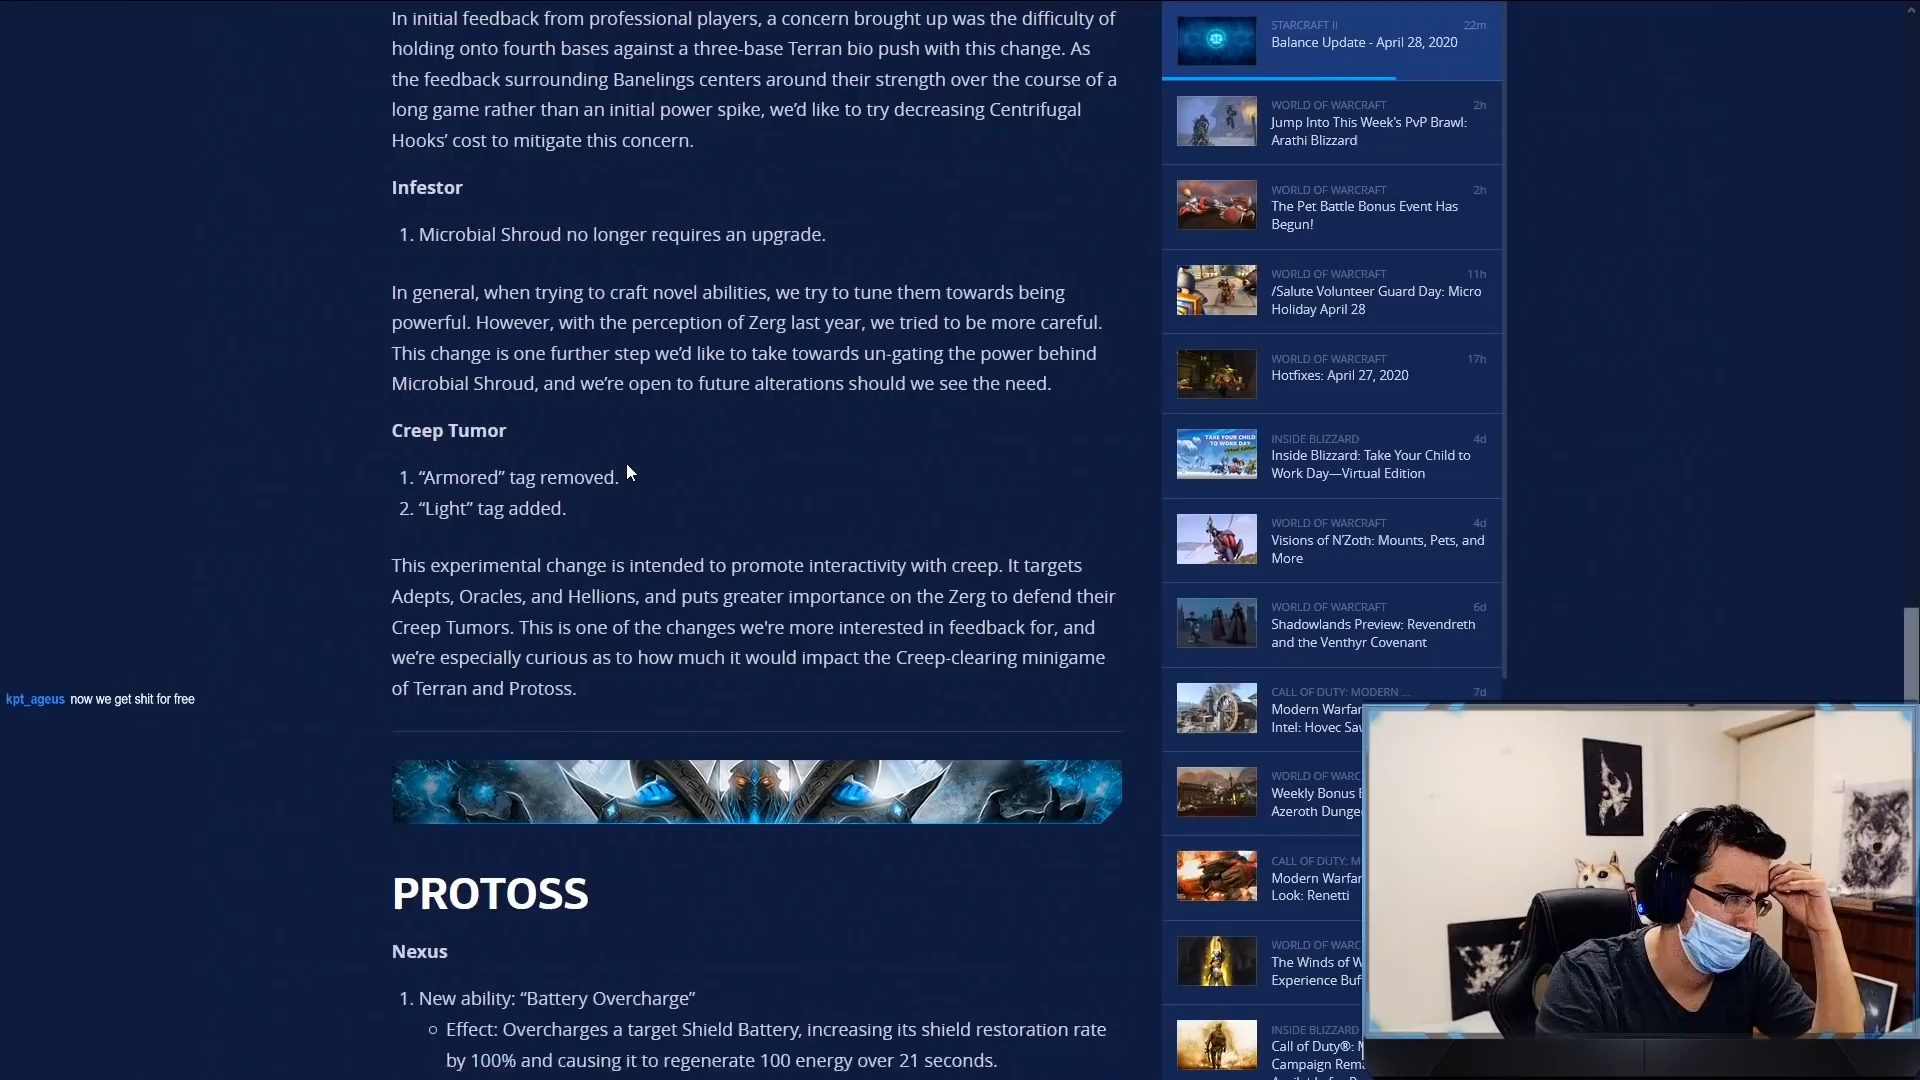 In initial feedback from professional players, a concern brought up was the difficulty of
holding onto fourth bases against a three-base Terran bio push with this change. As
the feedback surrounding Banelings centers around their strength over the course of a
long game rather than an initial power spike, we’d like to try decreasing Centrifugal
Hooks’ cost to mitigate this concern.
Infestor
1. Microbial Shroud no longer requires an upgrade.
In general, when trying to craft novel abilities, we try to tune them towards being
powerful. However, with the perception of Zerg last year, we tried to be more careful.
This change is one further step we’d like to take towards un-gating the power behind
Microbial Shroud, and we’re open to future alterations should we see the need.
Creep Tumor
1. “Armored” tag removed.
2. “Light” tag added.
This experimental change is intended to promote interactivity with creep. It targets
Adepts, Oracles, and Hellions, and puts greater importance on the Zerg to defend their
Creep Tumors. This is one of the changes we're more interested in feedback for, and
we’re especially curious as to how much it would impact the Creep-clearing minigame
of Terran and Protoss.
kpt_ageus now we get shit for free
PROTOSS
Nexus
1. New ability: “Battery Overcharge”
Effect: Overcharges a target Shield Battery, increasing its shield restoration rate
by 100% and causing it to regenerate 100 energy over 21 seconds.
STARCRAFT II 22m
Balance Update - April 28, 2020
WORLD OF WARCRAFT 2h
Jump Into This Week's PvP Brawl:
Arathi Blizzard
WORLD OF WARCRAFT 2h
The Pet Battle Bonus Event Has
Begun!
WORLD OF WARCRAFT 11h
/Salute Volunteer Guard Day: Micro
Holiday April 28
WORLD OF WARCRAFT 17h
Hotfixes: April 27, 2020
TAKE YOUR CHILD
TO WORK DAY
INSIDE BLIZZARD 4d
Inside Blizzard: Take Your Child to
Work Day—Virtual Edition
WORLD OF WARCRAFT 4d
Visions of N’Zoth: Mounts, Pets, and
More
WORLD OF WARCRAFT 6d
Shadowlands Preview: Revendreth
and the Venthyr Covenant
CALL OF DUTY: MODERN ... 7d
Modern Warfar
Intel: Hovec Sav
WORLD OF WARC
Weekly Bonus E
Azeroth Dunge
CALL OF DUTY: M
Modern Warfar
Look: Renetti
WORLD OF WARC
The Winds of W
Experience Buf
INSIDE BLIZZARD
Call of Duty®: M
Campaign Rema